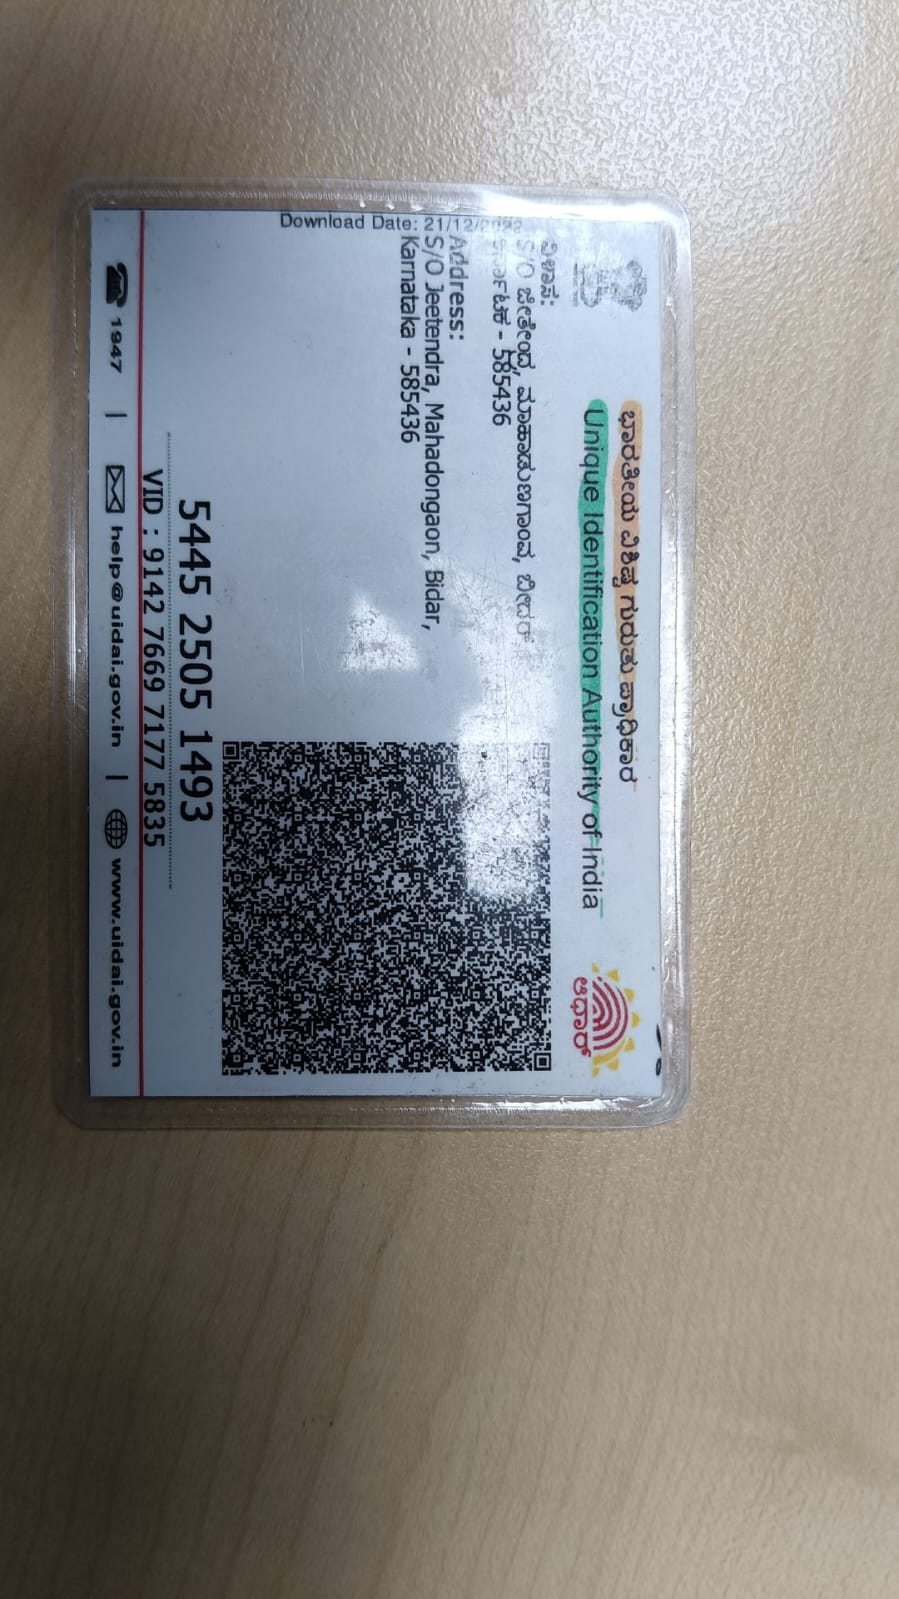 ಭಾರತೀಯ ವಿಶಿಷ್ಟ ಗುರುತು ಪ್ರಾಧಿಕಾರ
Unique Identification Authority of India
ಆಧಾರ್
Download Date: 21/12/2022
ವಿಳಾಸ:
S/O ಜೀತೇಂದ್ರ, ಮಾಹಾಡುಣಗಾಂವ, ಬೀದರ್
ಕರ್ನಾಟಕ - 585436
Address:
S/O Jeetendra, Mahadongaon, Bidar,
Karnataka - 585436
5445 2505 1493
VID : 9142 7669 7177 5835
1947 | help@uidai.gov.in | www.uidai.gov.in